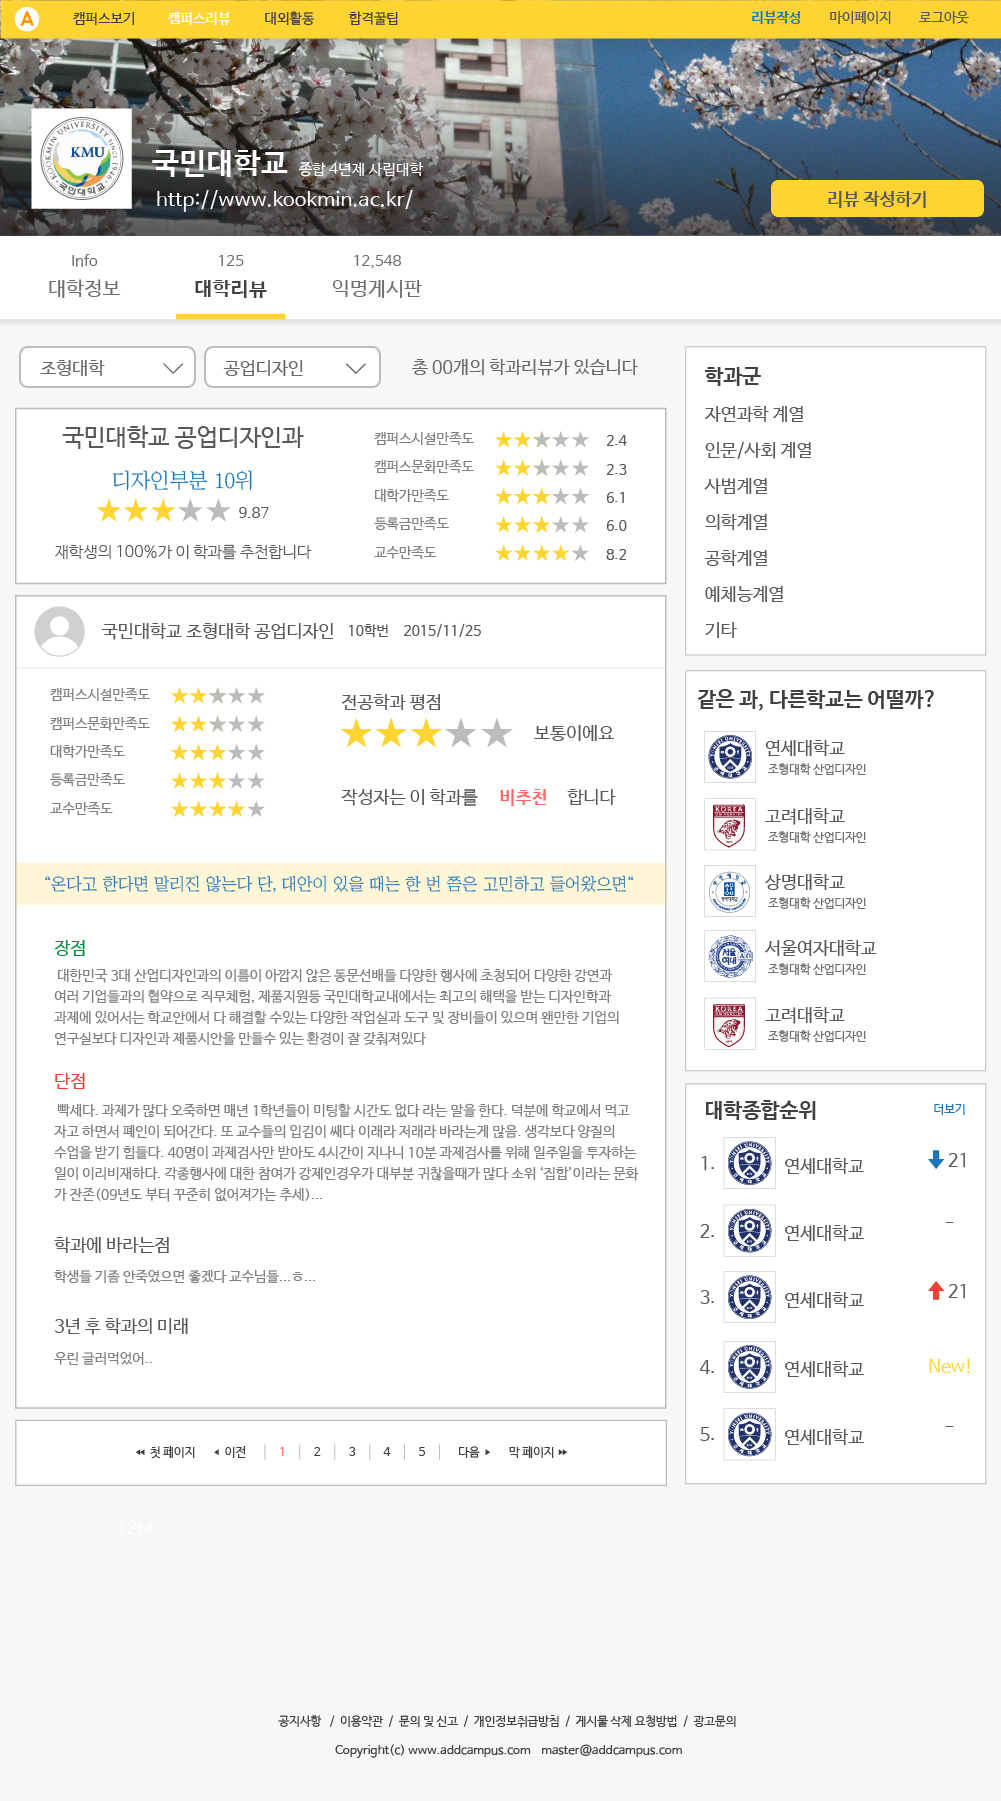 A 캠퍼스보기 캠퍼스리뷰 대외활동 합격꿀팁 리뷰작성 마이페이지 로그아웃
KOOKMIN UNIVERSITY SINCE 1946
KMU
국민대학교
국민대학교 종합 4년제 사립대학
http://www.kookmin.ac.kr/
리뷰 작성하기
Info 125 12,548
대학정보 대학리뷰 익명게시판
조형대학 공업디자인 총 00개의 학과리뷰가 있습니다
국민대학교 공업디자인과
디자인부분 10위
9.87
재학생의 100%가 이 학과를 추천합니다
캠퍼스시설만족도 2.4
캠퍼스문화만족도 2.3
대학가만족도 6.1
등록금만족도 6.0
교수만족도 8.2
국민대학교 조형대학 공업디자인 10학번 2015/11/25
캠퍼스시설만족도
캠퍼스문화만족도
대학가만족도
등록금만족도
교수만족도
전공학과 평점
보통이에요
작성자는 이 학과를 비추천 합니다
“온다고 한다면 말리진 않는다 단, 대안이 있을 때는 한 번 쯤은 고민하고 들어왔으면“
장점
대한민국 3대 산업디자인과의 이름이 아깝지 않은 동문선배들 다양한 행사에 초청되어 다양한 강연과
여러 기업들과의 협약으로 직무체험, 제품지원등 국민대학교내에서는 최고의 해택을 받는 디자인학과
과제에 있어서는 학교안에서 다 해결할 수있는 다양한 작업실과 도구 및 장비들이 있으며 왠만한 기업의
연구실보다 디자인과 제품시안을 만들수 있는 환경이 잘 갖춰져있다
단점
빡세다. 과제가 많다 오죽하면 매년 1학년들이 미팅할 시간도 없다 라는 말을 한다. 덕분에 학교에서 먹고
자고 하면서 폐인이 되어간다. 또 교수들의 입김이 쌔다 이래라 저래라 바라는게 많음. 생각보다 양질의
수업을 받기 힘들다. 40명이 과제검사만 받아도 4시간이 지나니 10분 과제검사를 위해 일주일을 투자하는
일이 이리비재하다. 각종행사에 대한 참여가 강제인경우가 대부분 귀찮을때가 많다 소위 ‘집합’이라는 문화
가 잔존(09년도 부터 꾸준히 없어져가는 추세)...
학과에 바라는점
학생들 기좀 안죽였으면 좋겠다 교수님들...ㅎ...
3년 후 학과의 미래
우린 글러먹었어..
첫 페이지 이전 1 2 3 4 5 다음 막 페이지
12pt
학과군
자연과학 계열
인문/사회 계열
사범계열
의학계열
공학계열
예체능계열
기타
같은 과, 다른학교는 어떨까?
연세대학교
조형대학 산업디자인
KOREA
고려대학교
조형대학 산업디자인
상명대학교
조형대학 산업디자인
서울
여대
서울여자대학교
조형대학 산업디자인
KOREA
고려대학교
조형대학 산업디자인
대학종합순위 더보기
1. 연세대학교 21
2. 연세대학교 -
3. 연세대학교 21
4. 연세대학교 New!
5. 연세대학교 -
공지사항 / 이용약관 / 문의 및 신고 / 개인정보취급방침 / 게시물 삭제 요청방법 / 광고문의
Copyright(c) www.addcampus.com master@addcampus.com